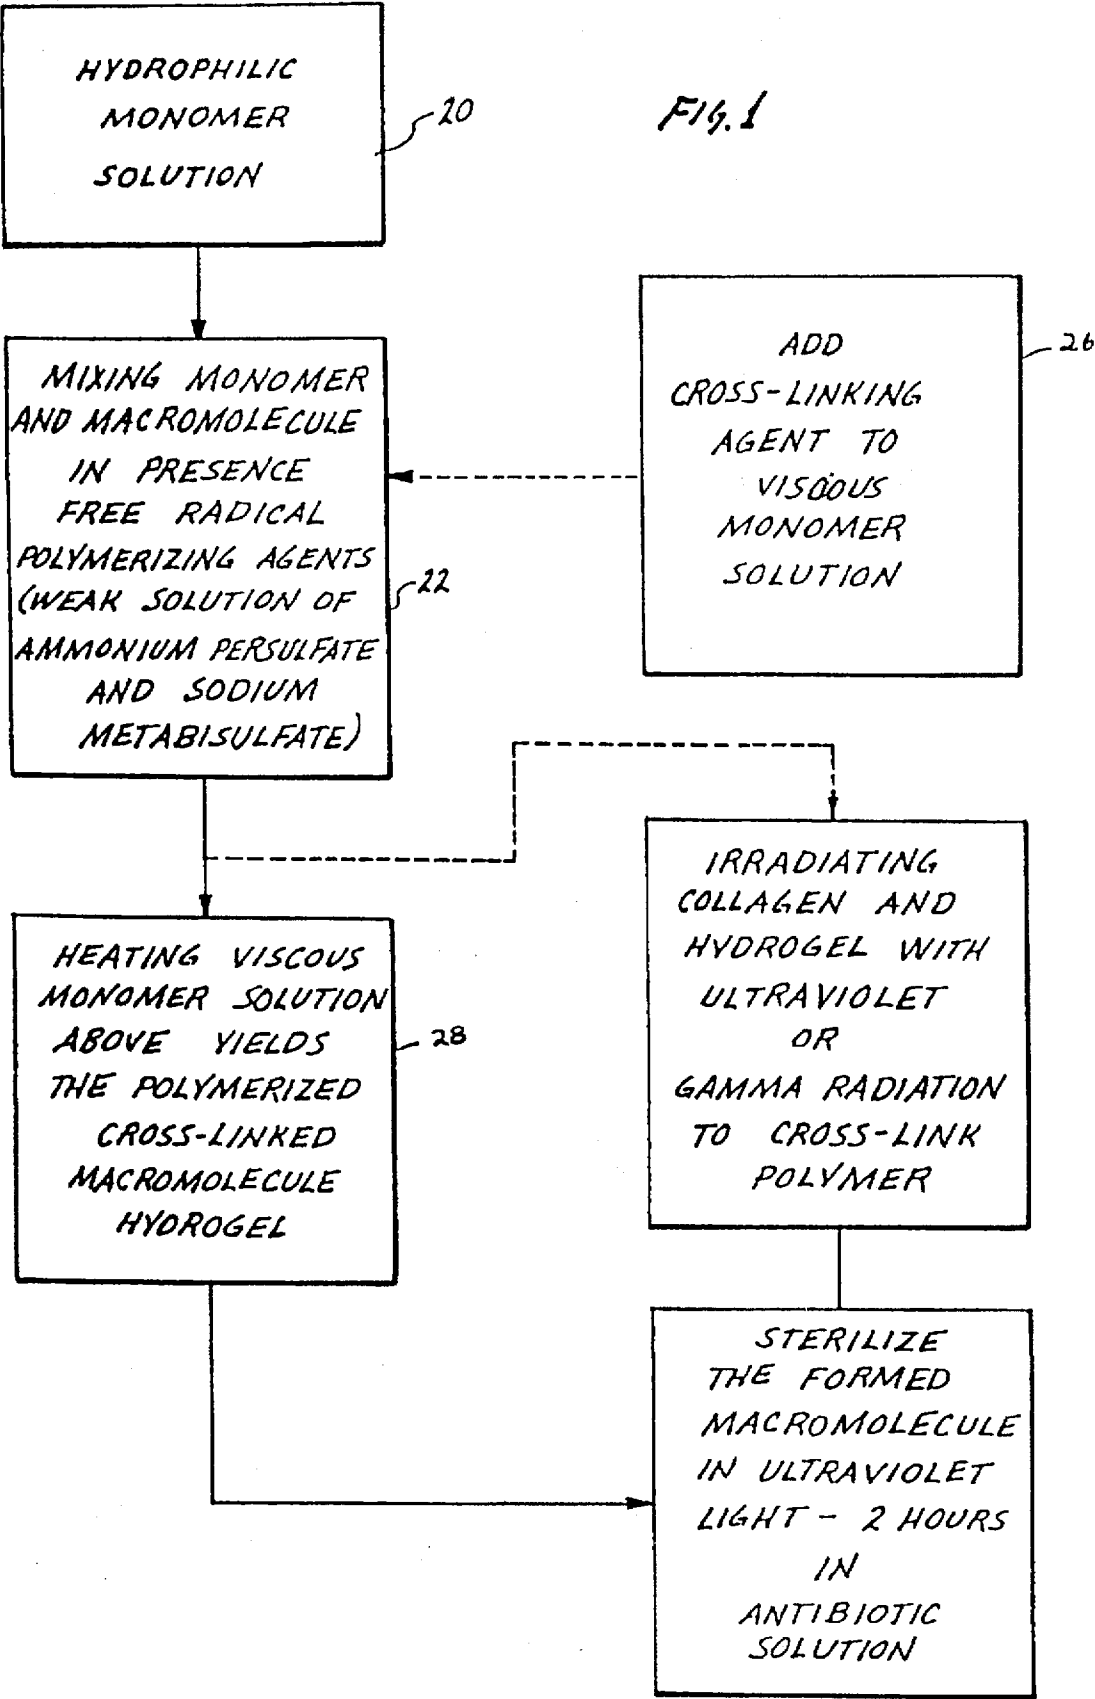 HYDROPHILIC
MONOMER
SOLUTION
20
FIG. 1
MIXING MONOMER
AND MACROMOLECULE
IN PRESENCE
FREE RADICAL
POLYMERIZING AGENTS
(WEAK SOLUTION OF
AMMONIUM PERSULFATE
AND SODIUM
METABISULFATE)
22
ADD
CROSS-LINKING
AGENT TO
VISCOUS
MONOMER
SOLUTION
26
HEATING VISCOUS
MONOMER SOLUTION
ABOVE YIELDS
THE POLYMERIZED
CROSS-LINKED
MACROMOLECULE
HYDROGEL
28
IRRADIATING
COLLAGEN AND
HYDROGEL WITH
ULTRAVIOLET
OR
GAMMA RADIATION
TO CROSS-LINK
POLYMER
STERILIZE
THE FORMED
MACROMOLECULE
IN ULTRAVIOLET
LIGHT - 2 HOURS
IN
ANTIBIOTIC
SOLUTION